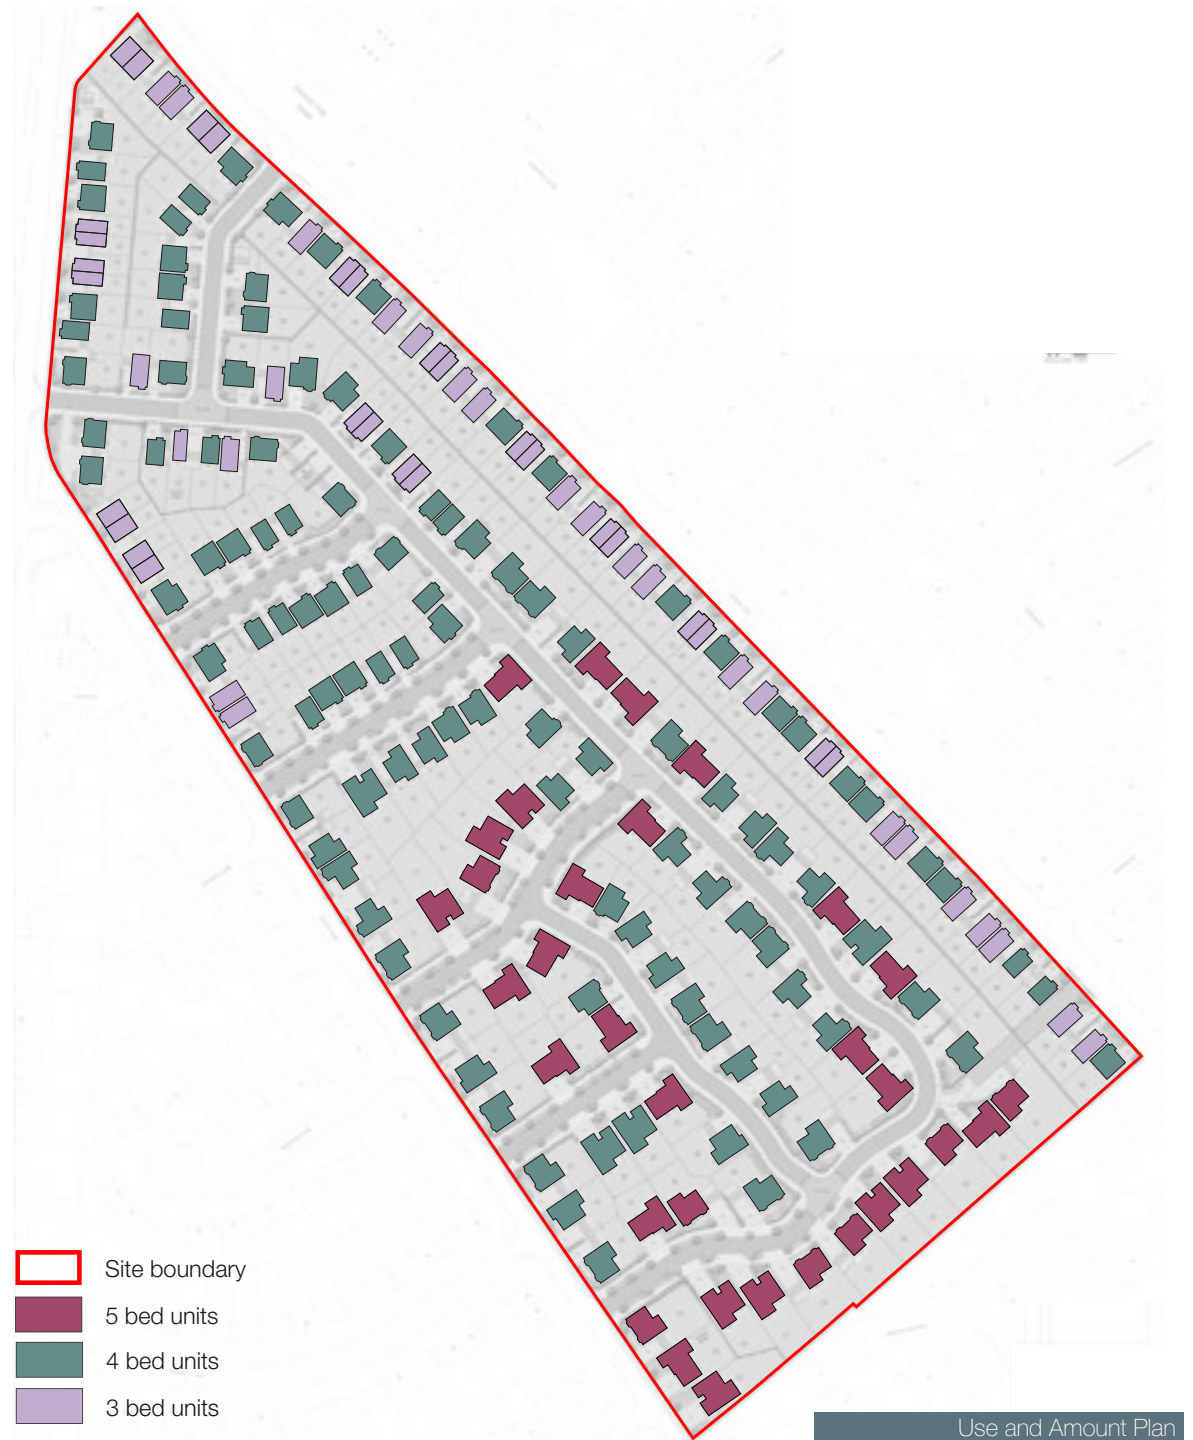 Site boundary
5 bed units
4 bed units
3 bed units
Use and Amount Plan